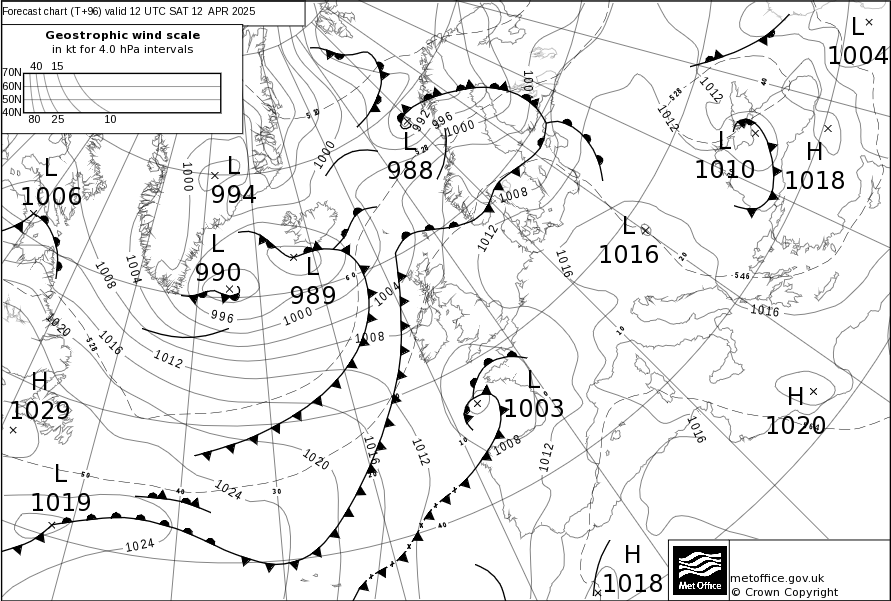 Forecast chart (T+96) valid 12 UTC SAT 12 APR 2025
Geostrophic wind scale
in kt for 4.0 hPa intervals
40 15
70N
60N
50N
40N
80 25 10
L
1004
L
1006
L
994
L
988
L
1010
H
1018
L
990
L
989
L
1016
H
1029
L
1003
H
1020
L
1019
H
1018
1000
1000
992
996
1000
1000
1008
1012
1012
1012
1016
1016
1016
546
528
528
528
510
1008
1004
996
1000
1004
1008
1012
1016
1020
1020
1024
1024
1016
1012
1008
1012
60
50
40
30
20
10
40
10
20
40
Met Office
metoffice.gov.uk
© Crown Copyright